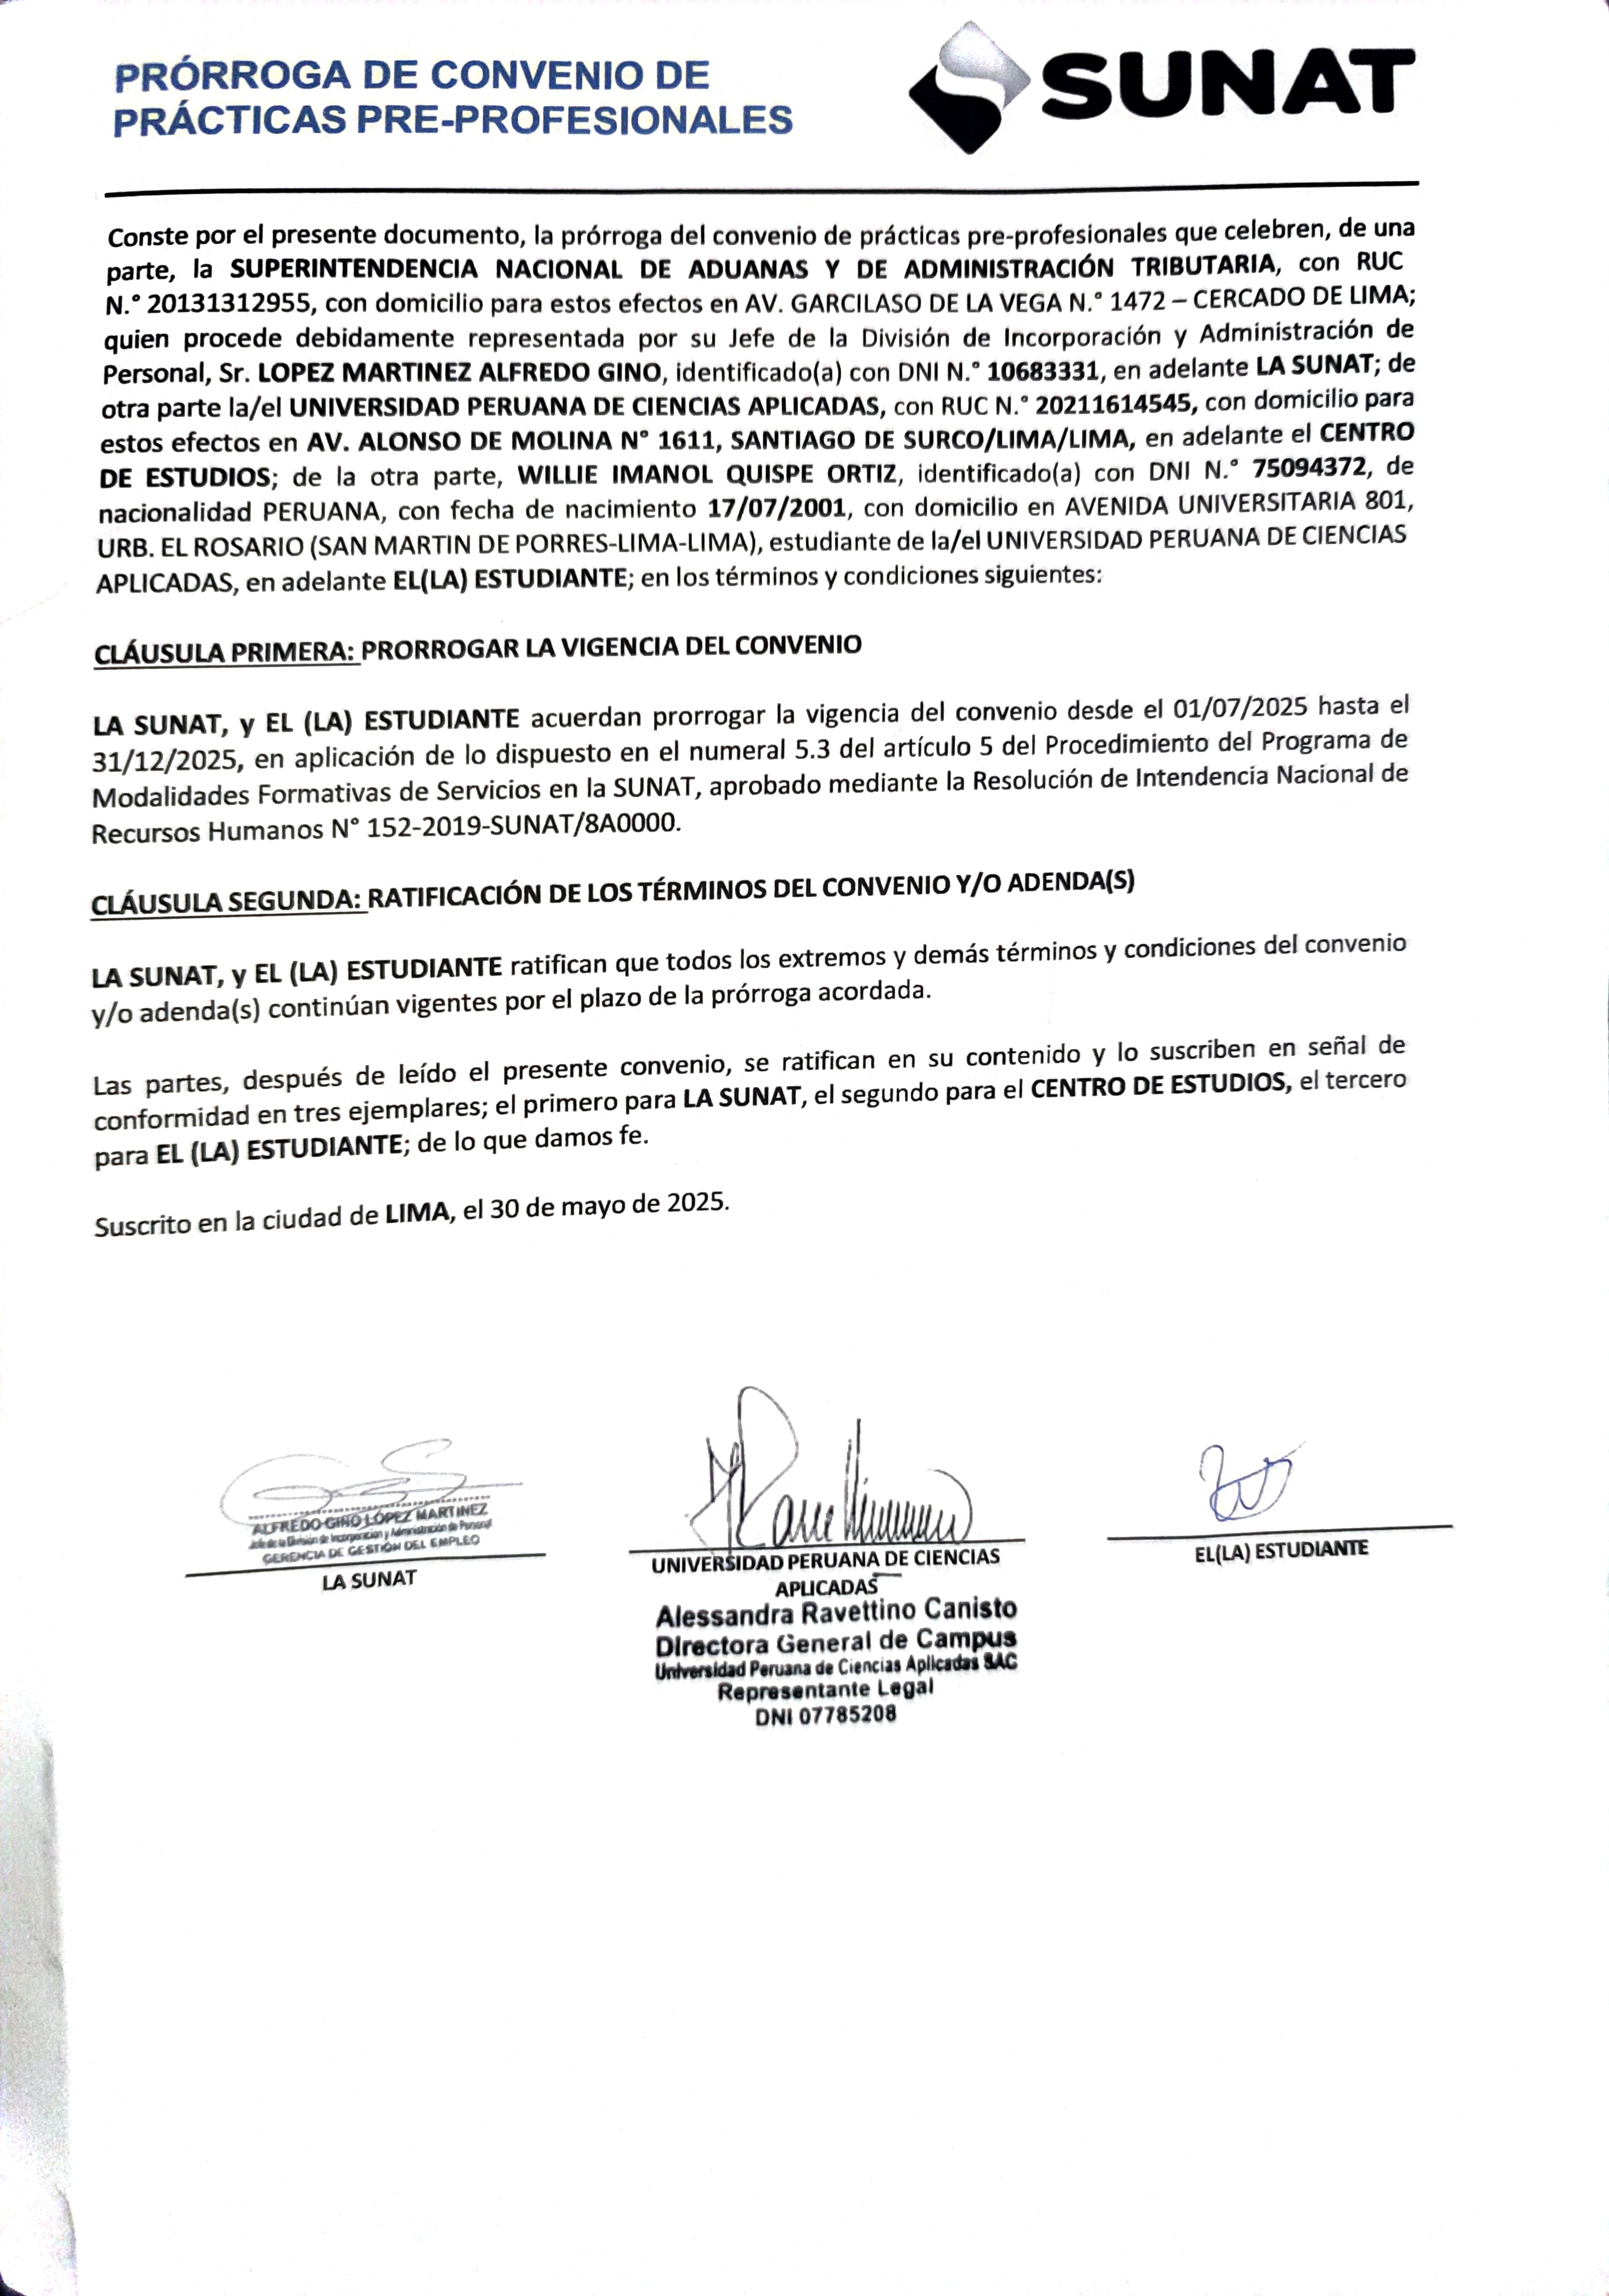 PRÓRROGA DE CONVENIO DE
PRÁCTICAS PRE-PROFESIONALES
SUNAT
Conste por el presente documento, la prórroga del convenio de prácticas pre-profesionales que celebren, de una
parte, la SUPERINTENDENCIA NACIONAL DE ADUANAS Y DE ADMINISTRACIÓN TRIBUTARIA, con RUC
N.° 20131312955, con domicilio para estos efectos en AV. GARCILASO DE LA VEGA N.° 1472 – CERCADO DE LIMA;
quien procede debidamente representada por su Jefe de la División de Incorporación y Administración de
Personal, Sr. LOPEZ MARTINEZ ALFREDO GINO, identificado(a) con DNI N.° 10683331, en adelante LA SUNAT; de
otra parte la/el UNIVERSIDAD PERUANA DE CIENCIAS APLICADAS, con RUC N.° 20211614545, con domicilio para
estos efectos en AV. ALONSO DE MOLINA N° 1611, SANTIAGO DE SURCO/LIMA/LIMA, en adelante el CENTRO
DE ESTUDIOS; de la otra parte, WILLIE IMANOL QUISPE ORTIZ, identificado(a) con DNI N.° 75094372, de
nacionalidad PERUANA, con fecha de nacimiento 17/07/2001, con domicilio en AVENIDA UNIVERSITARIA 801,
URB. EL ROSARIO (SAN MARTIN DE PORRES-LIMA-LIMA), estudiante de la/el UNIVERSIDAD PERUANA DE CIENCIAS
APLICADAS, en adelante EL(LA) ESTUDIANTE; en los términos y condiciones siguientes:
CLÁUSULA PRIMERA: PRORROGAR LA VIGENCIA DEL CONVENIO
LA SUNAT, y EL (LA) ESTUDIANTE acuerdan prorrogar la vigencia del convenio desde el 01/07/2025 hasta el
31/12/2025, en aplicación de lo dispuesto en el numeral 5.3 del artículo 5 del Procedimiento del Programa de
Modalidades Formativas de Servicios en la SUNAT, aprobado mediante la Resolución de Intendencia Nacional de
Recursos Humanos N° 152-2019-SUNAT/8A0000.
CLÁUSULA SEGUNDA: RATIFICACIÓN DE LOS TÉRMINOS DEL CONVENIO Y/O ADENDA(S)
LA SUNAT, y EL (LA) ESTUDIANTE ratifican que todos los extremos y demás términos y condiciones del convenio
y/o adenda(s) continúan vigentes por el plazo de la prórroga acordada.
Las partes, después de leído el presente convenio, se ratifican en su contenido y lo suscriben en señal de
conformidad en tres ejemplares; el primero para LA SUNAT, el segundo para el CENTRO DE ESTUDIOS, el tercero
para EL (LA) ESTUDIANTE; de lo que damos fe.
Suscrito en la ciudad de LIMA, el 30 de mayo de 2025.
ALFREDO GINO LÓPEZ MARTINEZ
Jefe de la División de Incorporación y Administración de Personal
GERENCIA DE GESTIÓN DEL EMPLEO
LA SUNAT
UNIVERSIDAD PERUANA DE CIENCIAS
APLICADAS
Alessandra Ravettino Canisto
Directora General de Campus
Universidad Peruana de Ciencias Aplicadas SAC
Representante Legal
DNI 07785208
EL(LA) ESTUDIANTE